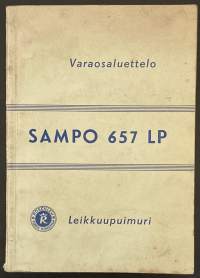 Varaosaluettelo
SAMPO 657 LP
Leikkuupuimuri